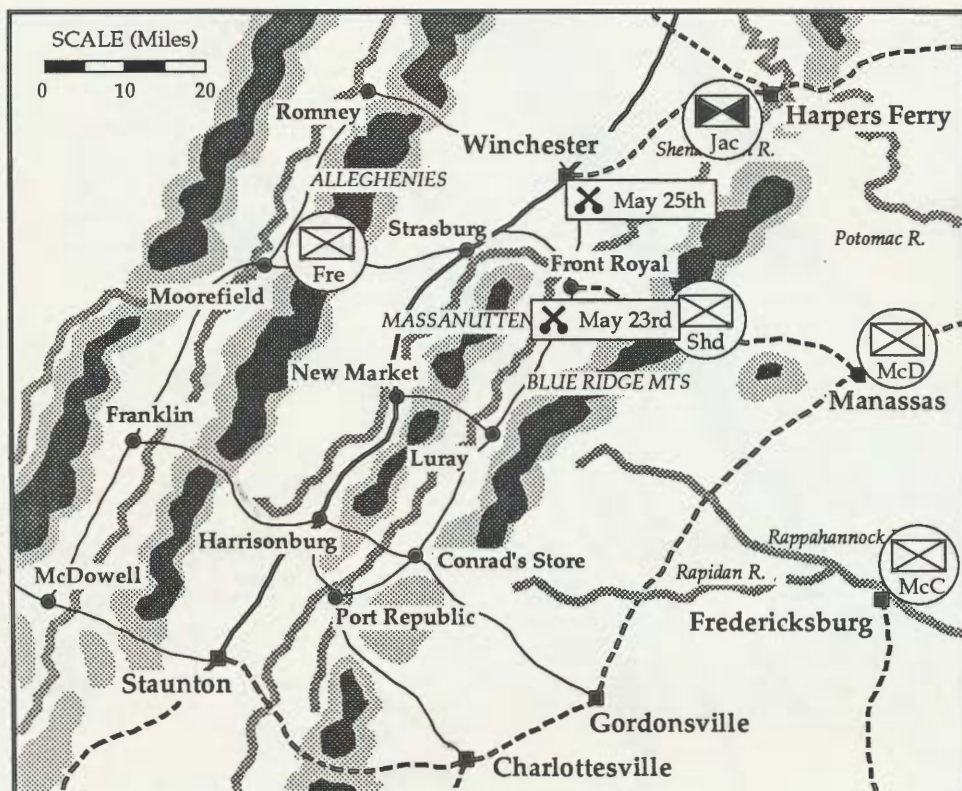 SCALE (Miles)
0 10 20
Romney
Harpers Ferry
Jac
Winchester
ALLEGHENIES
May 25th
Potomac R.
Strasburg
Fre
Front Royal
Moorefield
MASSANUTTEN
May 23rd
Shd
McD
New Market
BLUE RIDGE MTS
Manassas
Franklin
Luray
Harrisonburg
Rappahannock
McDowell
Conrad's Store
Rapidan R.
McC
Port Republic
Fredericksburg
Staunton
Gordonsville
Charlottesville